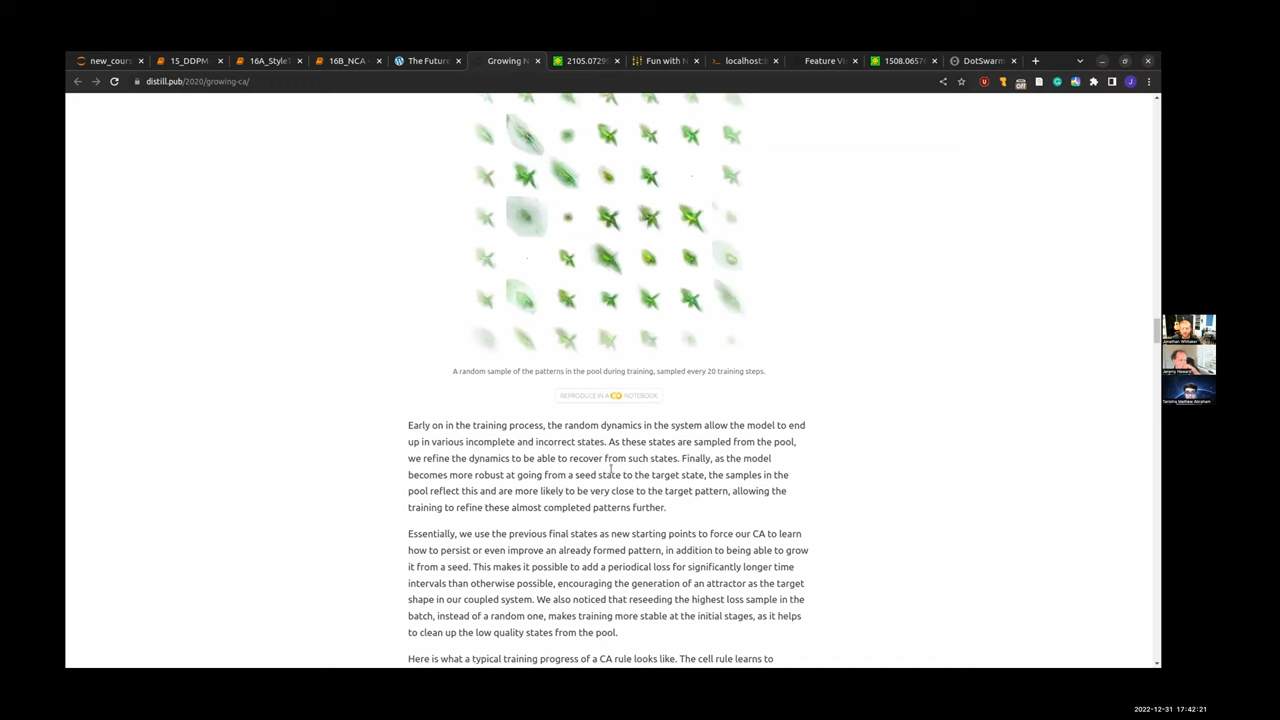 new_cours
15_DDPM
16A_StyleT
16B_NCA
The Future
Growing N
2105.0729
Fun with N
localhost:8
Feature Vis
1508.06576
DotSwarm
distill.pub/2020/growing-ca/
A random sample of the patterns in the pool during training, sampled every 20 training steps.
REPRODUCE IN A CO NOTEBOOK
Early on in the training process, the random dynamics in the system allow the model to end
up in various incomplete and incorrect states. As these states are sampled from the pool,
we refine the dynamics to be able to recover from such states. Finally, as the model
becomes more robust at going from a seed state to the target state, the samples in the
pool reflect this and are more likely to be very close to the target pattern, allowing the
training to refine these almost completed patterns further.
Essentially, we use the previous final states as new starting points to force our CA to learn
how to persist or even improve an already formed pattern, in addition to being able to grow
it from a seed. This makes it possible to add a periodical loss for significantly longer time
intervals than otherwise possible, encouraging the generation of an attractor as the target
shape in our coupled system. We also noticed that reseeding the highest loss sample in the
batch, instead of a random one, makes training more stable at the initial stages, as it helps
to clean up the low quality states from the pool.
Here is what a typical training progress of a CA rule looks like. The cell rule learns to
Jonathan Whitaker
Jeremy Howard
Tanishq Mathew Abraham
2022-12-31 17:42:21